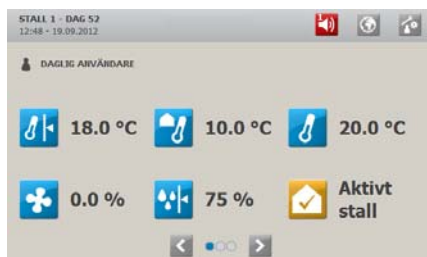 STALL 1 - DAG 52
12:48 • 19.09.2012
DAGLIG ANVÄNDARE
18.0 °C
10.0 °C
20.0 °C
0.0 %
75 %
Aktivt
stall